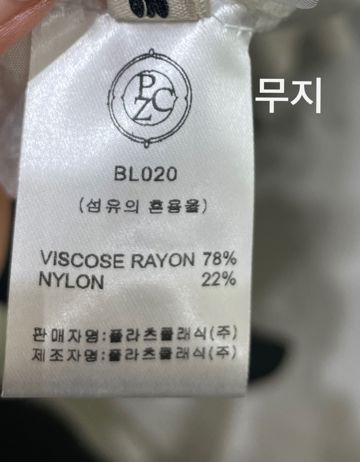 PCZ
무지
BL020
(섬유의 혼용율)
VISCOSE RAYON 78%
NYLON 22%
판매자명:플라츠클래식(주)
제조자명:플라츠클래식(주)